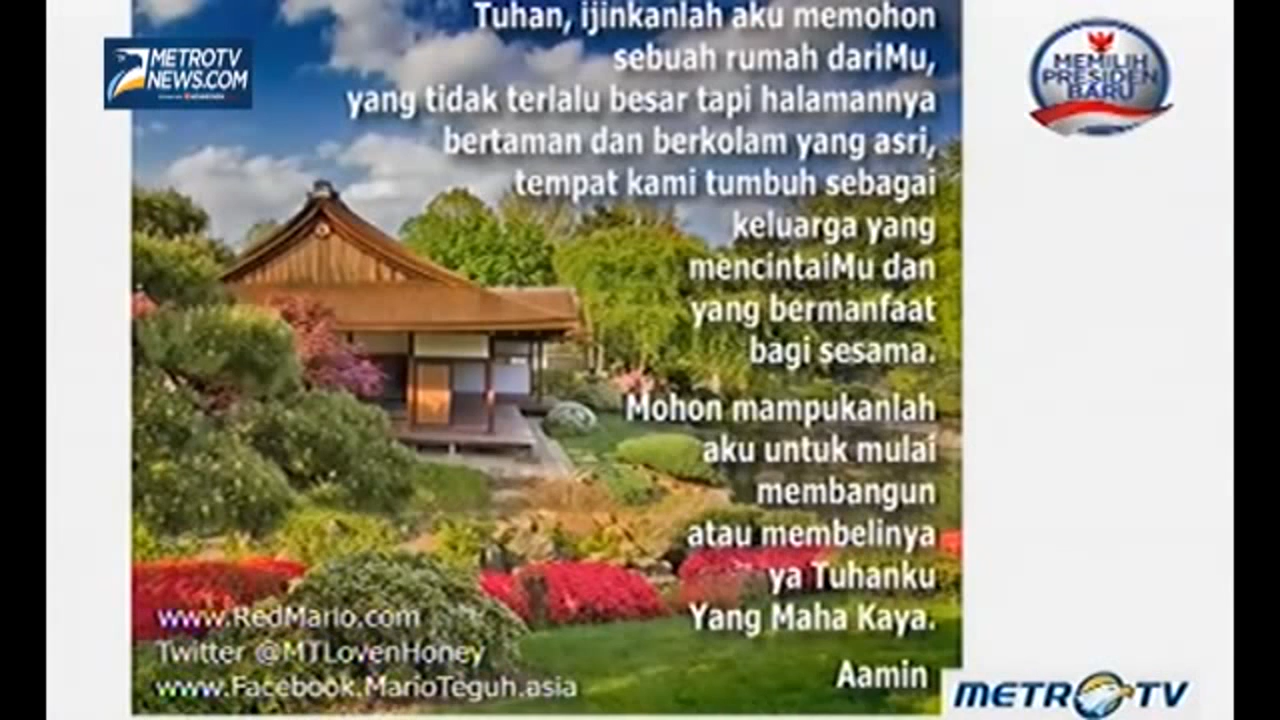 METROTV
NEWS.COM
MEMILIH
PRESIDEN
BARU
Tuhan, ijinkanlah aku memohon
sebuah rumah dariMu,
yang tidak terlalu besar tapi halamannya
bertaman dan berkolam yang asri,
tempat kami tumbuh sebagai
keluarga yang
mencintaiMu dan
yang bermanfaat
bagi sesama.
Mohon mampukanlah
aku untuk mulai
membangun
atau membelinya
ya Tuhanku
Yang Maha Kaya.
Aamin
www.RedMario.com
Twitter @MTLovenHoney
www.Facebook.MarioTeguh.asia
METRO TV